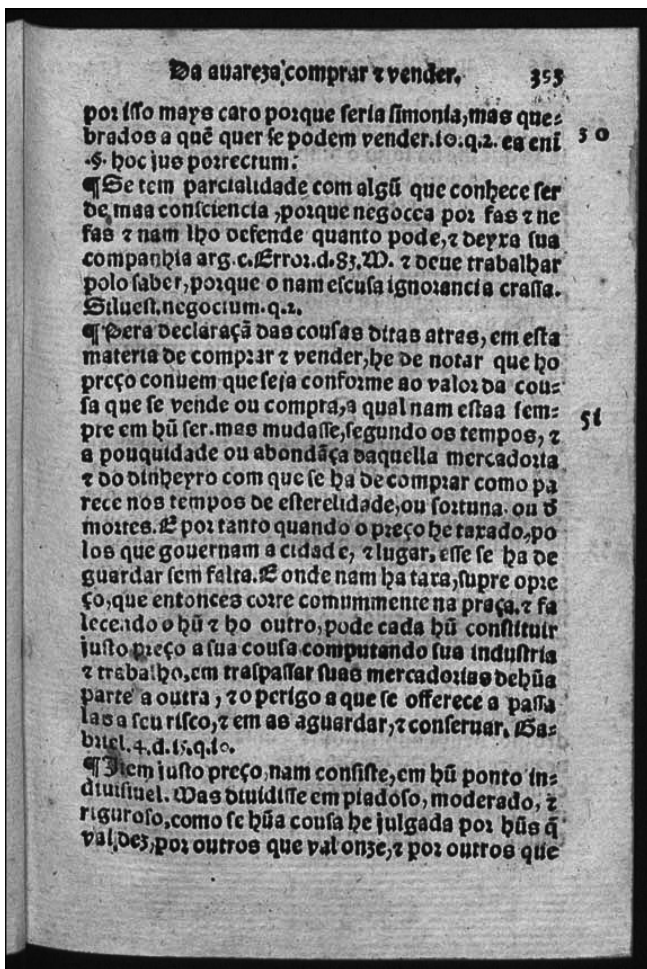 Da auareza, comprar ⁊ vender. 353
por isso mays caro porque seria simonia, mas que⸗
brados a quē quer se podem vender. 10. q. 2. ea eni 50
.§. hoc jus porrectum:
¶Se tem parcialidade com algũ que conhece ser
de maa consciencia, porque negocea por fas ⁊ ne
fas ⁊ nam lho defende quanto pode, ⁊ deyxa sua
companhia arg. c. Error. d. 83. M. ⁊ deue trabalhar
polo saber, porque o nam escusa ignorancia crassa.
Siluest. negocium. q. 2.
¶Pera declaraçã das cousas ditas atras, em esta
materia de comprar ⁊ vender, he de notar que ho
preço conuem que seja conforme ao valor da cou⸗
sa que se vende ou compra, a qual nam estaa sem⸗ 51
pre em hũ ser. mas mudasse, segundo os tempos, ⁊
a pouquidade ou abondãça daquella mercadoria
⁊ do dinheyro com que se ha de comprar como pa
rece nos tempos de esterelidade, ou fortuna. ou d̄
mortes. E por tanto quando o preço he taxado, po
los que gouernam a cidade, ⁊ lugar, esse se ha de
guardar sem falta. E onde nam ha taxa, supre o pre
ço, que entonces corre comummente na praça. ⁊ fa
lecendo o hũ ⁊ ho outro, pode cada hũ constituir
justo preço a sua cousa computando sua industria
⁊ trabalho, em traspassar suas mercadorias de hũa
parte a outra, ⁊ o perigo a que se offerece a passa
las a seu risco, ⁊ em as aguardar, ⁊ conseruar. Ga⸗
briel. 4. d. 15. q. 10.
¶Item justo preço, nam consiste, em hũ ponto in⸗
diuisiuel. Mas diuidisse em piadoso, moderado, ⁊
riguroso, como se hũa cousa he julgada por hũs q̃
val dez, por outros que val onze, ⁊ por outros que